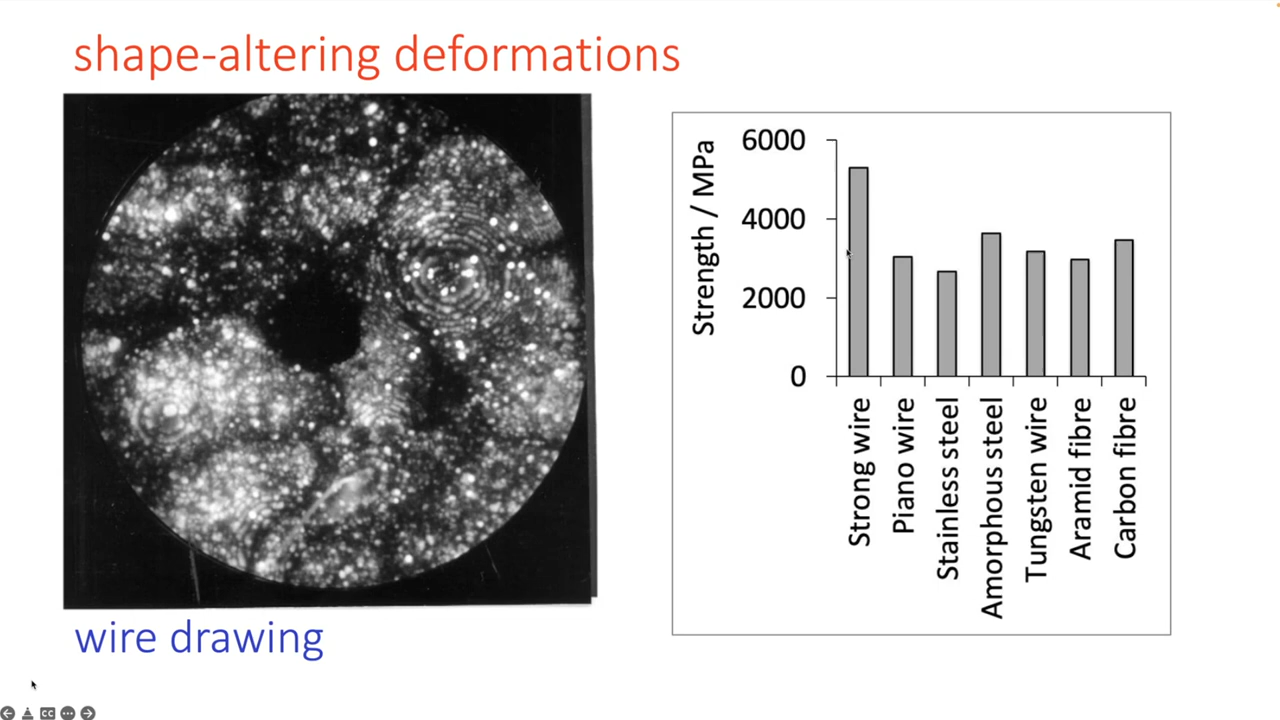 shape-altering deformations
wire drawing
Strength / MPa
6000
4000
2000
0
Strong wire
Piano wire
Stainless steel
Amorphous steel
Tungsten wire
Aramid fibre
Carbon fibre
CC